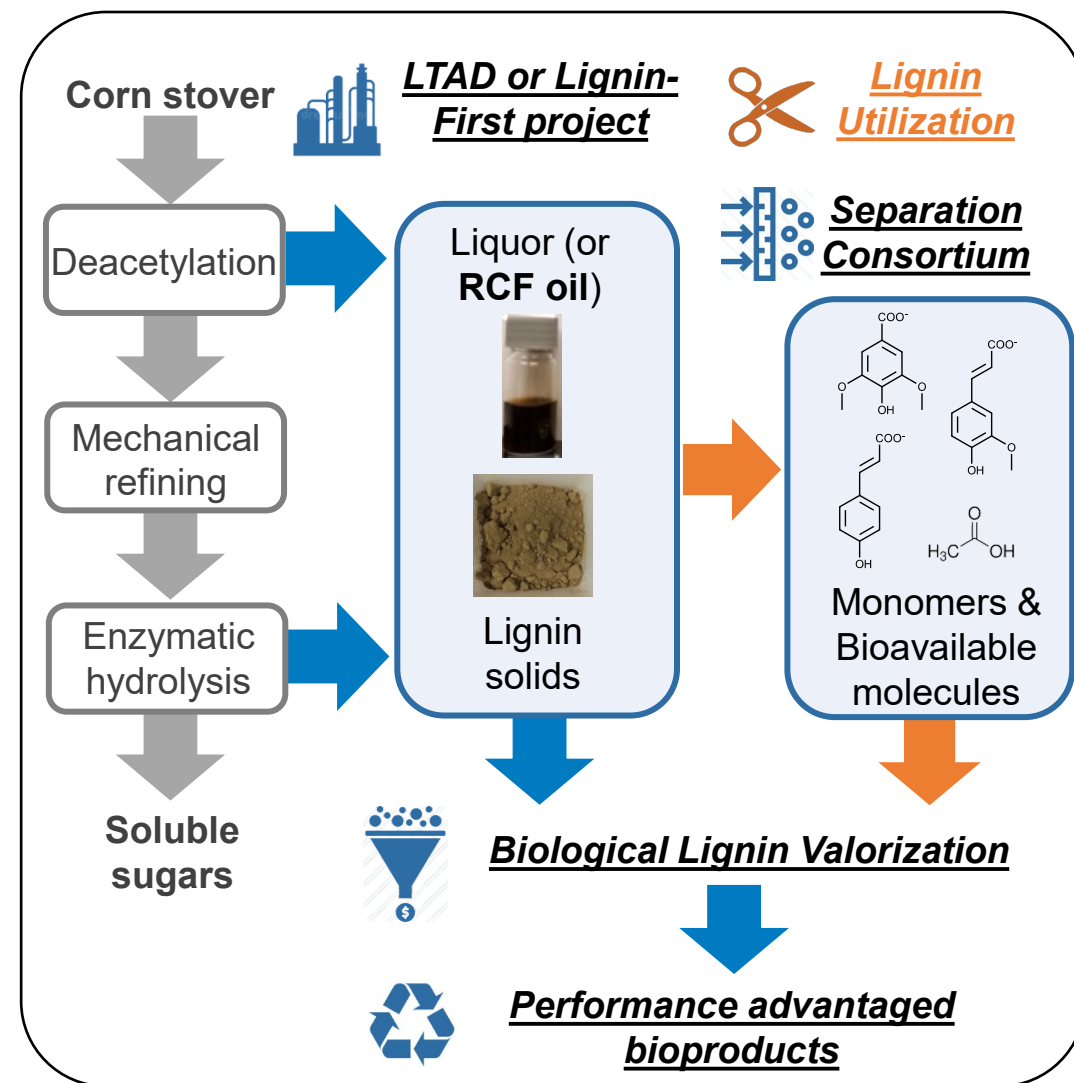 Corn stover
LTAD or Lignin-
First project
Lignin
Utilization
Separation
Consortium
Deacetylation
Mechanical
refining
Enzymatic
hydrolysis
Soluble
sugars
Liquor (or
RCF oil)
Lignin
solids
COO⁻
O
O
OH
COO⁻
O
OH
COO⁻
OH
O
H₃C
OH
Monomers &
Bioavailable
molecules
$
Biological Lignin Valorization
Performance advantaged
bioproducts